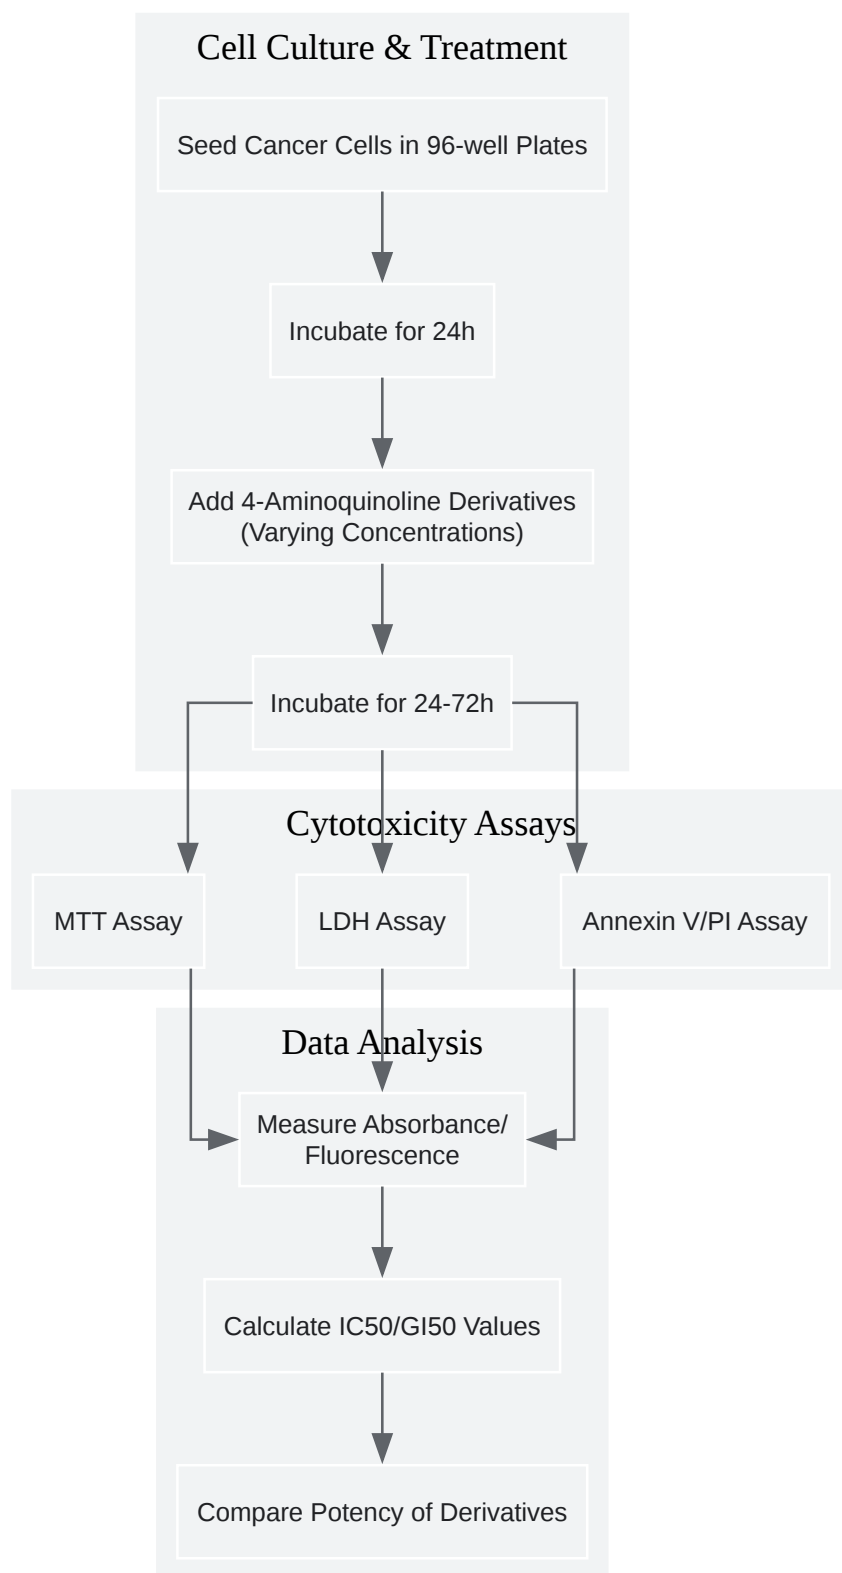 Cell Culture & Treatment
Seed Cancer Cells in 96-well Plates
Incubate for 24h
Add 4-Aminoquinoline Derivatives
(Varying Concentrations)
Incubate for 24-72h
Cytotoxicity Assays
MTT Assay
LDH Assay
Annexin V/PI Assay
Data Analysis
Measure Absorbance/
Fluorescence
Calculate IC50/GI50 Values
Compare Potency of Derivatives